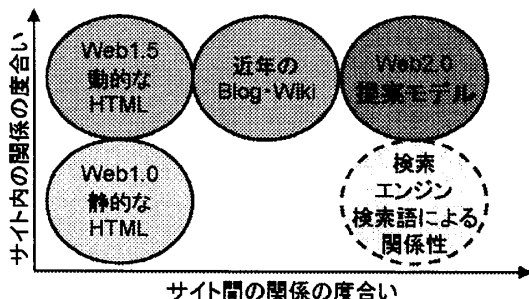 サイト内の関係の度合い
Web1.5
動的な
HTML
近年の
Blog・Wiki
Web2.0
提案モデル
Web1.0
静的な
HTML
検索
エンジン
検索語による
関係性
サイト間の関係の度合い